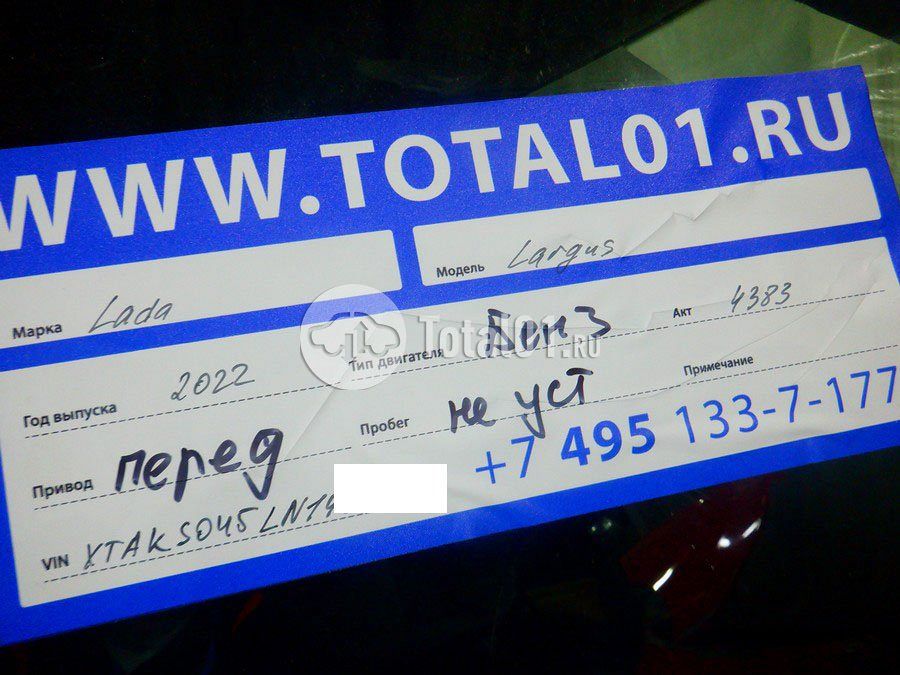 WWW.TOTAL01.RU
Марка Lada
Модель Largus
Год выпуска 2022
Тип двигателя Бенз
Акт 4383
Привод перед
Пробег не уст
Примечание
+7 495 133-7-177
VIN XTAKS045LN14
Total01.RU